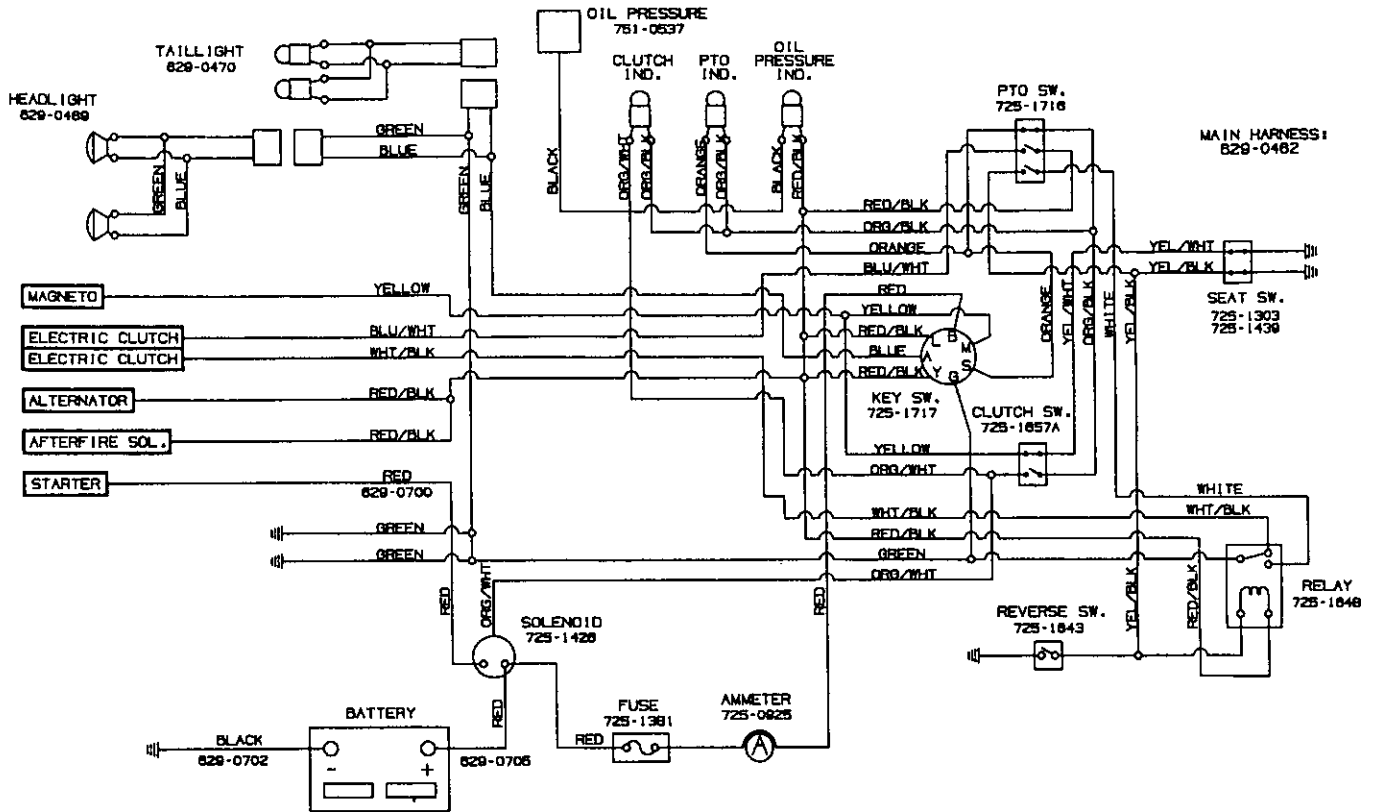 OIL PRESSURE
751-0537
TAILLIGHT
629-0470
HEADLIGHT
629-0469
CLUTCH
IND.
PTO
IND.
OIL
PRESSURE
IND.
PTO SW.
725-1716
MAIN HARNESS:
629-0462
GREEN
BLUE
GREEN
BLUE
GREEN
BLUE
BLACK
ORG/WHT
ORG/BLK
ORANGE
ORG/BLK
BLACK
RED/BLK
RED/BLK
ORG/BLK
ORANGE
BLU/WHT
YEL/WHT
YEL/BLK
SEAT SW.
725-1303
725-1439
ORANGE
YEL/WHT
ORG/BLK
WHITE
YEL/BLK
MAGNETO
YELLOW
RED
YELLOW
ELECTRIC CLUTCH
BLU/WHT
RED/BLK
ELECTRIC CLUTCH
WHT/BLK
BLUE
RED/BLK
L B M
A S
Y G
KEY SW.
725-1717
ALTERNATOR
RED/BLK
CLUTCH SW.
725-1657A
AFTERFIRE SOL.
RED/BLK
YELLOW
ORG/WHT
STARTER
RED
629-0700
WHITE
WHT/BLK
WHT/BLK
GREEN
RED/BLK
GREEN
GREEN
ORG/WHT
RED
ORG/WHT
RED
YEL/BLK
RED/BLK
RELAY
725-1648
REVERSE SW.
725-1643
SOLENOID
725-1426
BATTERY
RED
FUSE
725-1381
AMMETER
725-0925
BLACK
629-0702
- +
629-0705
RED
A